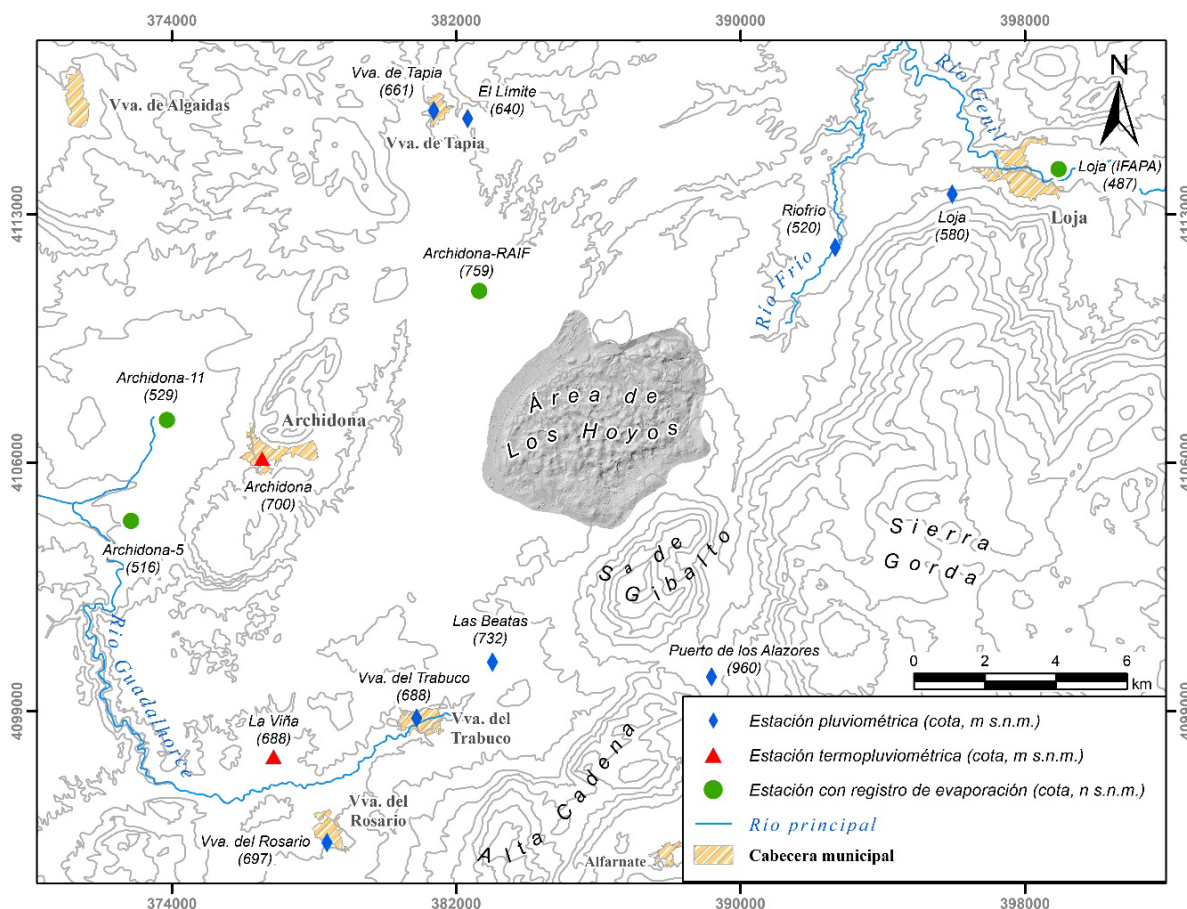 374000
382000
390000
398000
4113000
4106000
4099000
4113000
4106000
4099000
Vva. de Algaidas
Vva. de Tapia
(661)
El Límite
(640)
Vva. de Tapia
Río Genil
N
Loja (IFAPA)
(487)
Loja
Loja
(580)
Riofrio
(520)
Río Frío
Archidona-RAIF
(759)
Archidona-11
(529)
Archidona
Archidona
(700)
Área de
Los Hoyos
Archidona-5
(516)
Sierra
Gorda
Sa de
Gibalto
Las Beatas
(732)
Puerto de los Alazores
(960)
0 2 4 6
km
Río Guadalhorce
Vva. del Trabuco
(688)
Vva. del
Trabuco
La Viña
(688)
Vva. del
Rosario
Vva. del Rosario
(697)
Alta Cadena
Alfarnate
Estación pluviométrica (cota, m s.n.m.)
Estación termopluviométrica (cota, m s.n.m.)
Estación con registro de evaporación (cota, n s.n.m.)
Río principal
Cabecera municipal
374000
382000
390000
398000